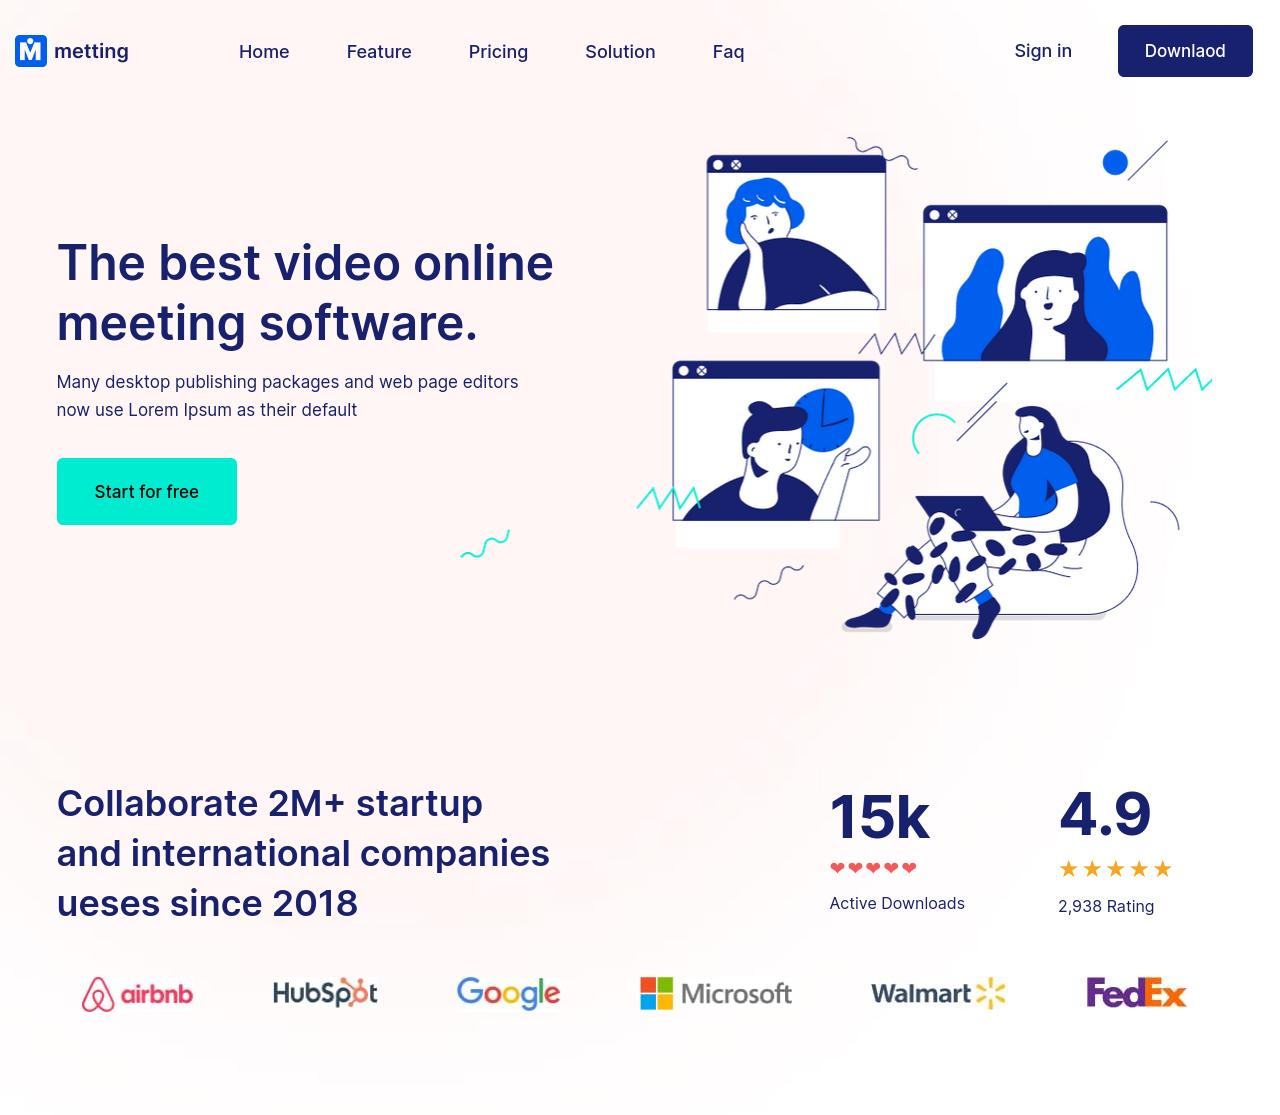 metting
Home
Feature
Pricing
Solution
Faq
Sign in
Downlaod
The best video online
meeting software.
Many desktop publishing packages and web page editors
now use Lorem Ipsum as their default
Start for free
Collaborate 2M+ startup
and international companies
ueses since 2018
15k
Active Downloads
4.9
2,938 Rating
airbnb
HubSpot
Google
Microsoft
Walmart
FedEx